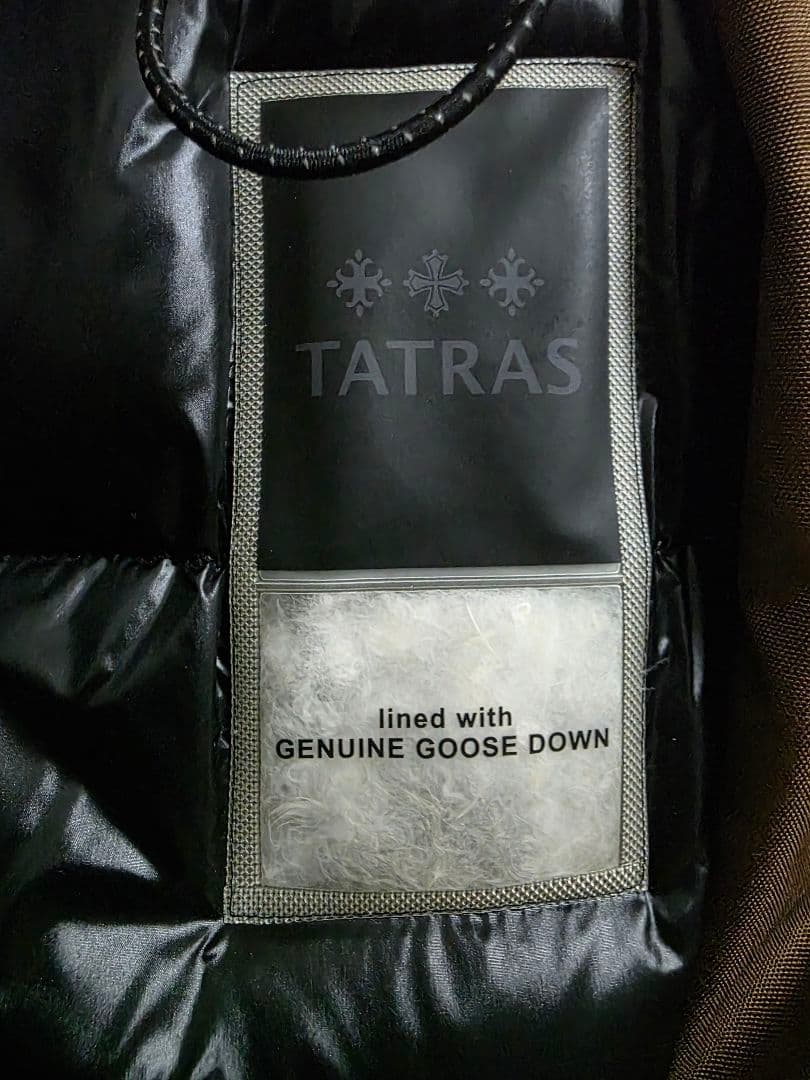 TATRAS
lined with
GENUINE GOOSE DOWN